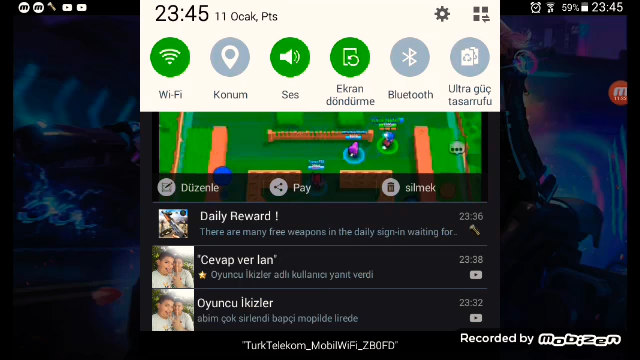 59% 23:45
23:45 11 Ocak, Pts
Wi-Fi
Konum
Ses
Ekran döndürme
Bluetooth
Ultra güç tasarrufu
Düzenle
Pay
silmek
Daily Reward ! 23:36
There are many free weapons in the daily sign-in waiting for..
"Cevap ver lan" 23:38
Oyuncu İkizler adlı kullanıcı yanıt verdi
Oyuncu İkizler 23:32
abim çok sirlendi bapçi mopilde lirede
"TurkTelekom_MobilWiFi_ZB0FD"
Recorded by Mobizen